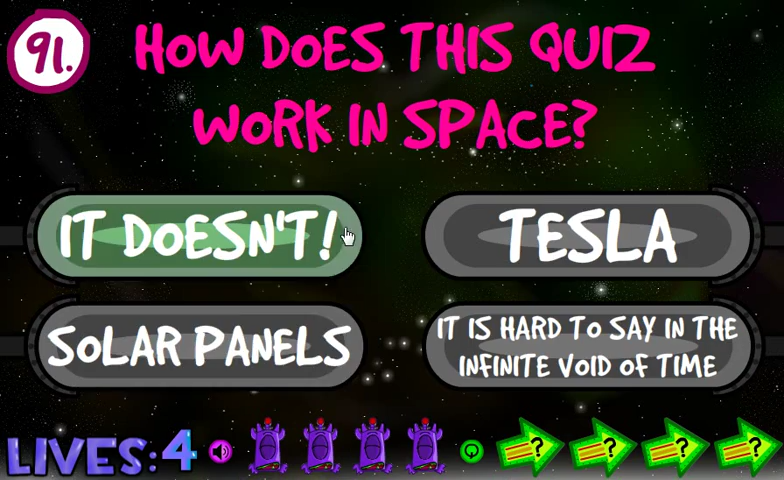 91.
HOW DOES THIS QUIZ
WORK IN SPACE?
IT DOESN'T!
TESLA
SOLAR PANELS
IT IS HARD TO SAY IN THE
INFINITE VOID OF TIME
LIVES:4
? ? ? ?